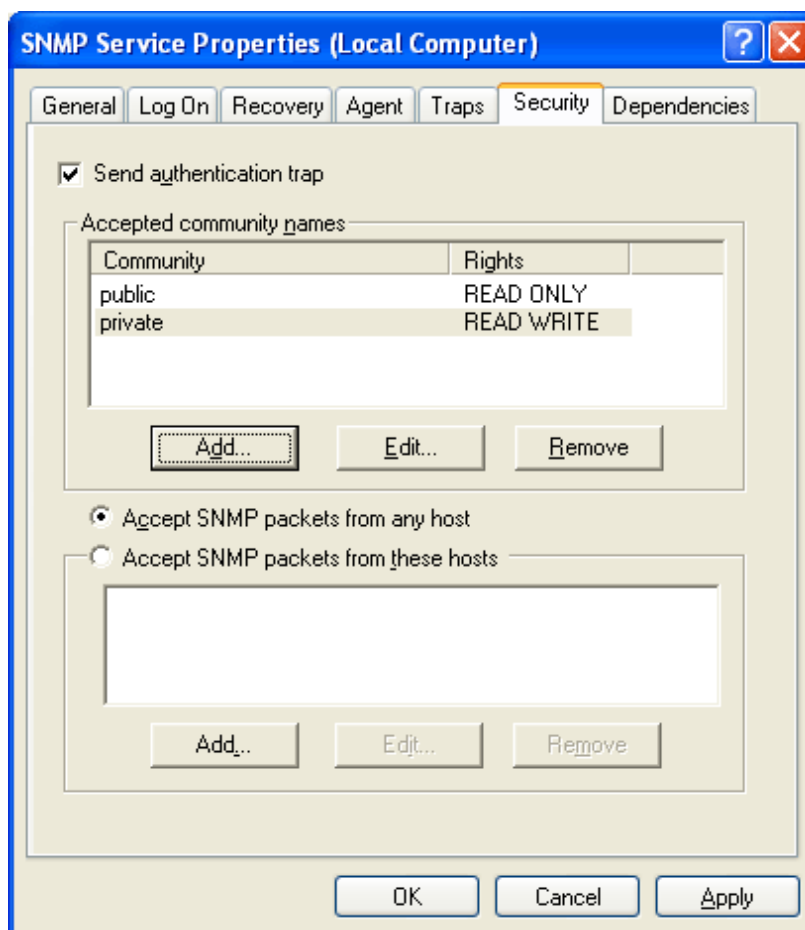 SNMP Service Properties (Local Computer)
General Log On Recovery Agent Traps Security Dependencies
Send authentication trap
Accepted community names
Community Rights
public READ ONLY
private READ WRITE
Add... Edit... Remove
Accept SNMP packets from any host
Accept SNMP packets from these hosts
Add... Edit... Remove
OK Cancel Apply